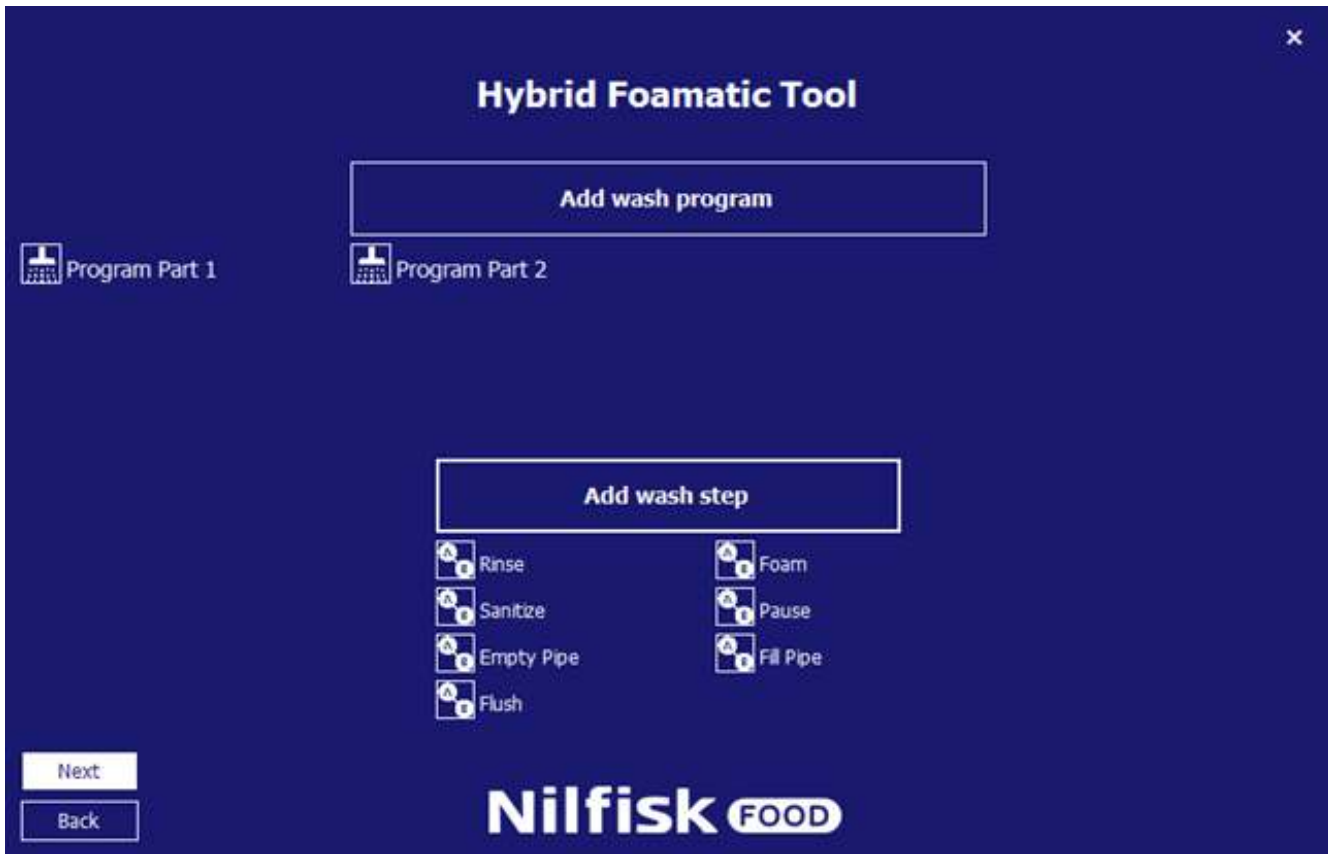 ×
Hybrid Foamatic Tool
Add wash program
Program Part 1 Program Part 2
Add wash step
A B Rinse A B Foam
A B Sanitize A B Pause
A B Empty Pipe A B Fill Pipe
A B Flush
Next
Back
Nilfisk FOOD